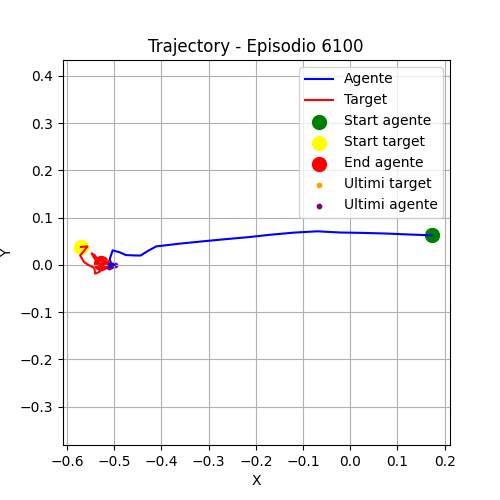 Trajectory - Episodio 6100
Agente
Target
Start agente
Start target
End agente
Ultimi target
Ultimi agente
0.4
0.3
0.2
0.1
0.0
−0.1
−0.2
−0.3
Y
−0.6 −0.5 −0.4 −0.3 −0.2 −0.1 0.0 0.1 0.2
X